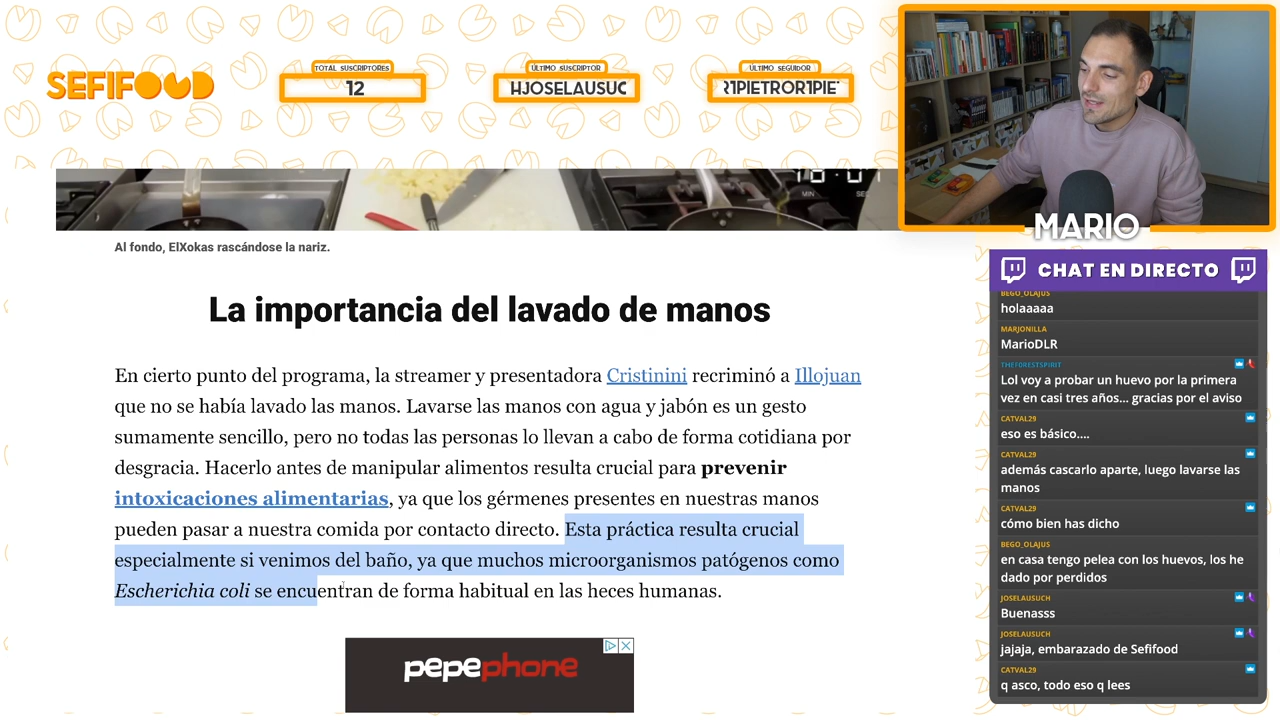 SEFIFOOD
TOTAL SUSCRIPTORES
12
ÚLTIMO SUSCRIPTOR
HJOSELAUSUC
ÚLTIMO SEGUIDOR
R1PIETROR1PIE
MIN
MARIO
Al fondo, ElXokas rascándose la nariz.
La importancia del lavado de manos
En cierto punto del programa, la streamer y presentadora Cristinini recriminó a Illojuan
que no se había lavado las manos. Lavarse las manos con agua y jabón es un gesto
sumamente sencillo, pero no todas las personas lo llevan a cabo de forma cotidiana por
desgracia. Hacerlo antes de manipular alimentos resulta crucial para prevenir
intoxicaciones alimentarias, ya que los gérmenes presentes en nuestras manos
pueden pasar a nuestra comida por contacto directo. Esta práctica resulta crucial
especialmente si venimos del baño, ya que muchos microorganismos patógenos como
Escherichia coli se encuentran de forma habitual en las heces humanas.
pepephone
CHAT EN DIRECTO
BEGO_OLAJUS
holaaaaa
MARJONILLA
MarioDLR
THEFORESTSPIRIT
Lol voy a probar un huevo por la primera
vez en casi tres años... gracias por el aviso
CATVAL29
eso es básico....
CATVAL29
además cascarlo aparte, luego lavarse las
manos
CATVAL29
cómo bien has dicho
BEGO_OLAJUS
en casa tengo pelea con los huevos, los he
dado por perdidos
JOSELAUSUCH
Buenasss
JOSELAUSUCH
jajaja, embarazado de Sefifood
CATVAL29
q asco, todo eso q lees